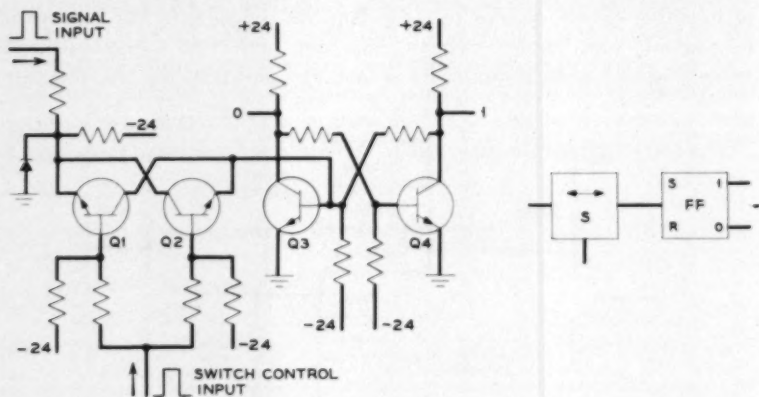 SIGNAL
INPUT
+24
+24
0
1
-24
Q1
Q2
Q3
Q4
S
S
1
FF
R
0
-24
-24
-24
-24
SWITCH CONTROL
INPUT